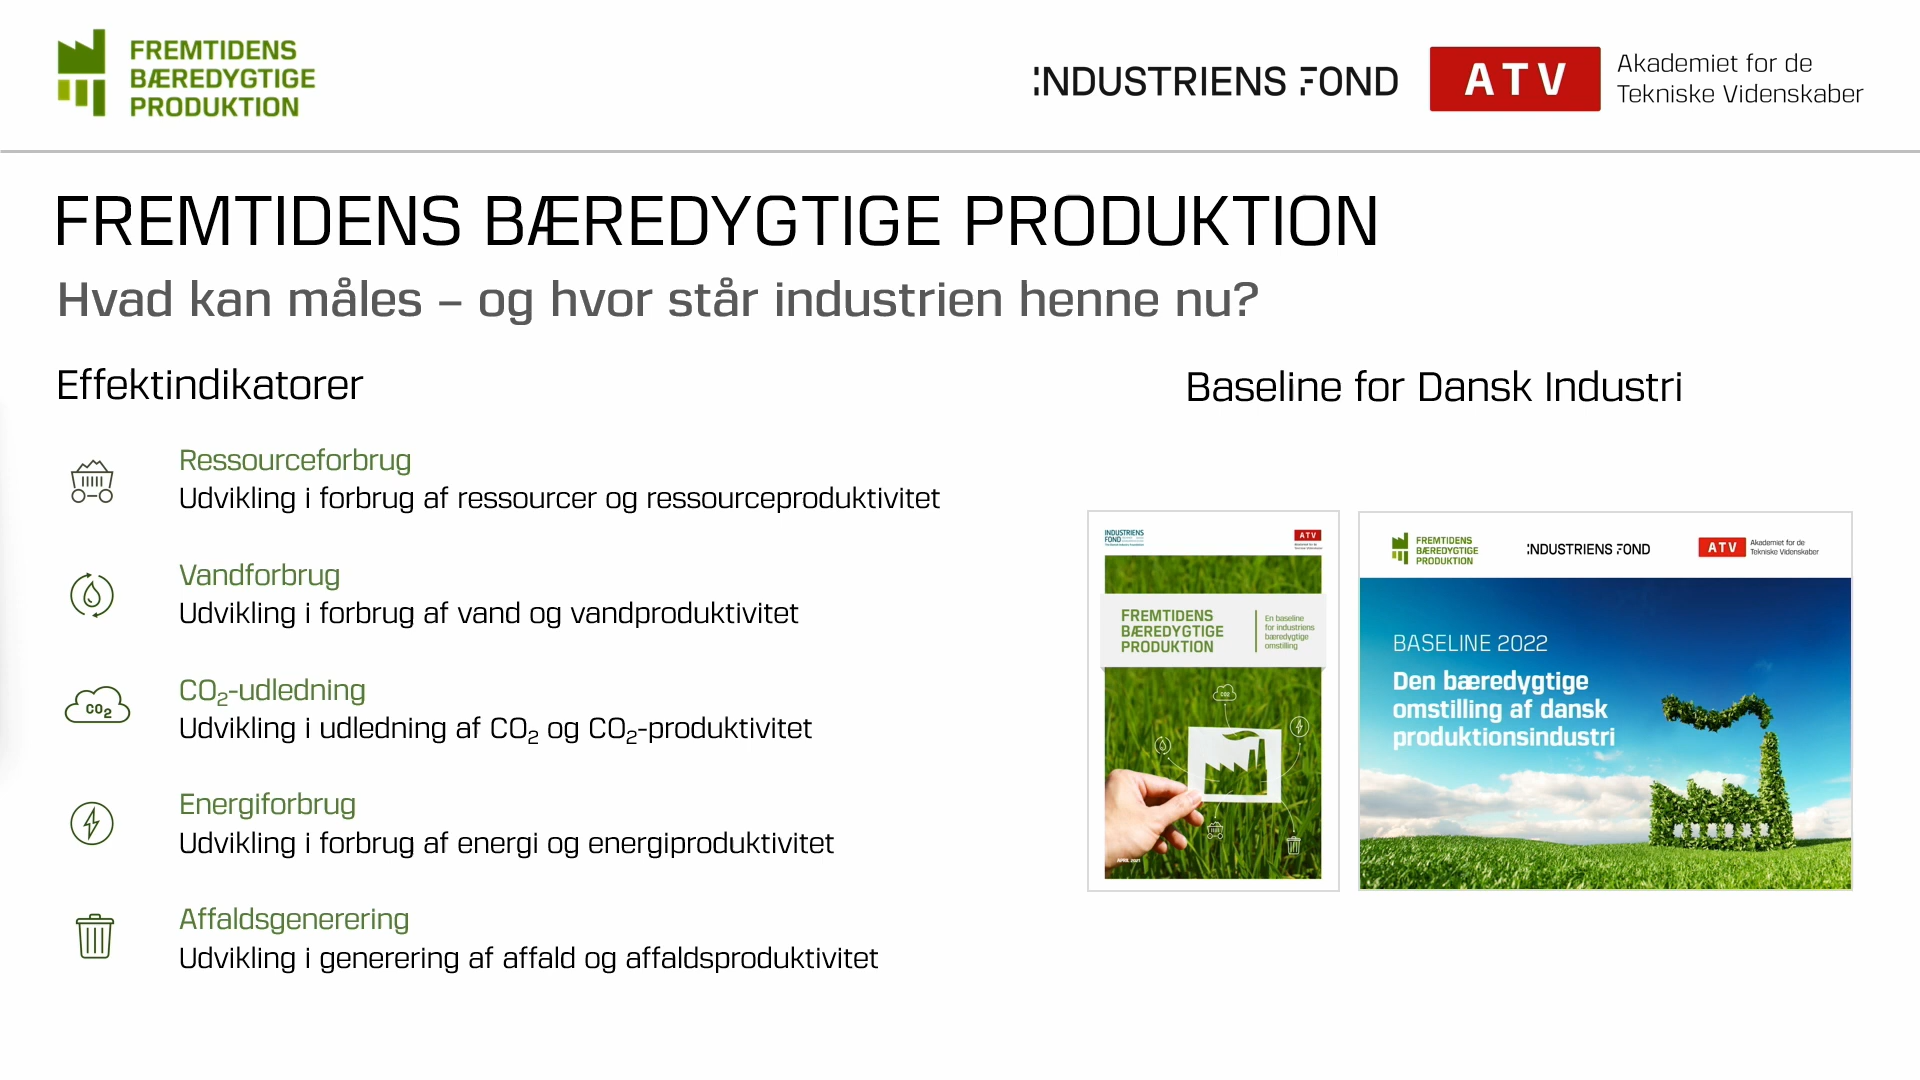 FREMTIDENS
BÆREDYGTIGE
PRODUKTION
INDUSTRIENS FOND
ATV
Akademiet for de
Tekniske Videnskaber
FREMTIDENS BÆREDYGTIGE PRODUKTION
Hvad kan måles – og hvor står industrien henne nu?
Effektindikatorer
Ressourceforbrug
Udvikling i forbrug af ressourcer og ressourceproduktivitet
Vandforbrug
Udvikling i forbrug af vand og vandproduktivitet
CO₂
CO₂-udledning
Udvikling i udledning af CO₂ og CO₂-produktivitet
Energiforbrug
Udvikling i forbrug af energi og energiproduktivitet
Affaldsgenerering
Udvikling i generering af affald og affaldsproduktivitet
Baseline for Dansk Industri
INDUSTRIENS
FOND
ATV
FREMTIDENS
BÆREDYGTIGE
PRODUKTION
En baseline
for industriens
bæredygtige
omstilling
CO₂
APRIL 2021
FREMTIDENS
BÆREDYGTIGE
PRODUKTION
INDUSTRIENS FOND
ATV
Akademiet for de
Tekniske Videnskaber
BASELINE 2022
Den bæredygtige
omstilling af dansk
produktionsindustri